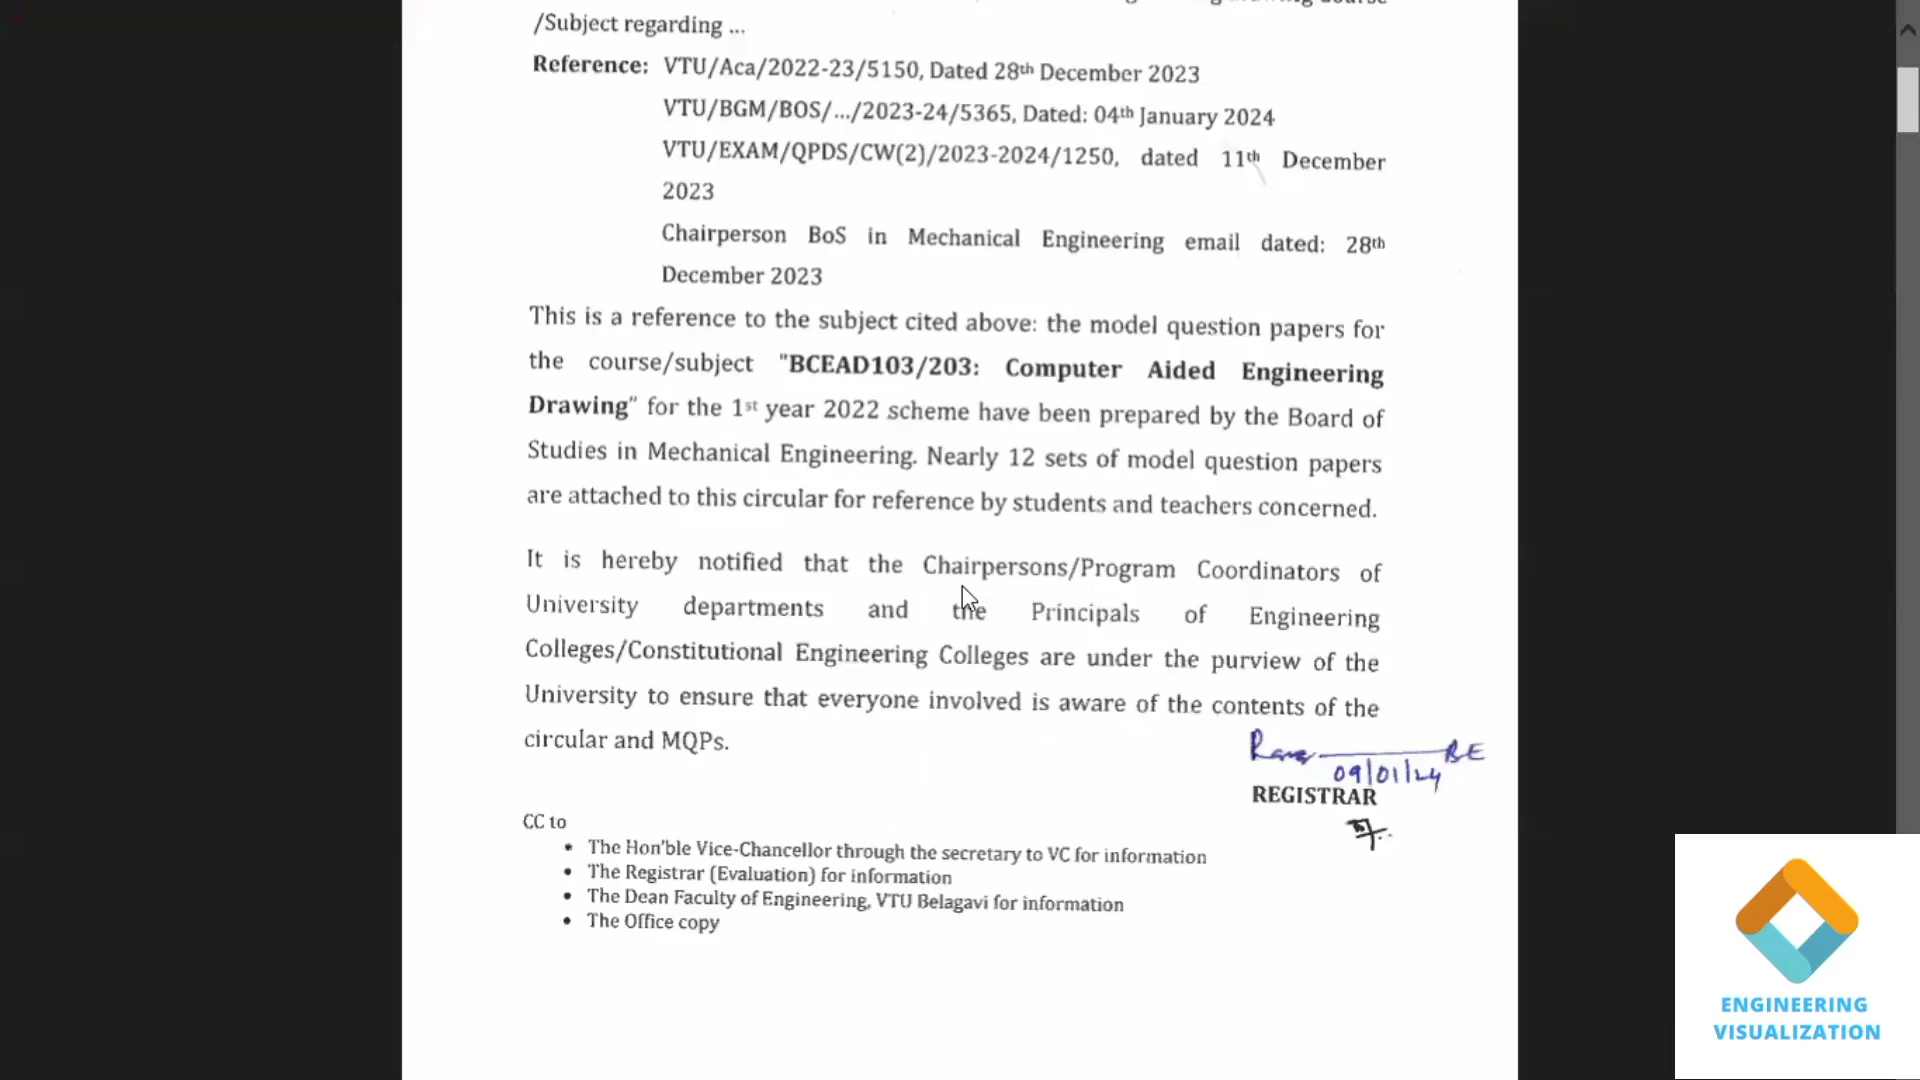 /Subject regarding ...
Reference: VTU/Aca/2022-23/5150, Dated 28th December 2023
VTU/BGM/BOS/.../2023-24/5365, Dated: 04th January 2024
VTU/EXAM/QPDS/CW(2)/2023-2024/1250, dated 11th December
2023
Chairperson BoS in Mechanical Engineering email dated: 28th
December 2023
This is a reference to the subject cited above: the model question papers for
the course/subject "BCEAD103/203: Computer Aided Engineering
Drawing" for the 1st year 2022 scheme have been prepared by the Board of
Studies in Mechanical Engineering. Nearly 12 sets of model question papers
are attached to this circular for reference by students and teachers concerned.
It is hereby notified that the Chairpersons/Program Coordinators of
University departments and the Principals of Engineering
Colleges/Constitutional Engineering Colleges are under the purview of the
University to ensure that everyone involved is aware of the contents of the
circular and MQPs.
09/01/24
REGISTRAR
CC to
• The Hon'ble Vice-Chancellor through the secretary to VC for information
• The Registrar (Evaluation) for information
• The Dean Faculty of Engineering, VTU Belagavi for information
• The Office copy
ENGINEERING
VISUALIZATION